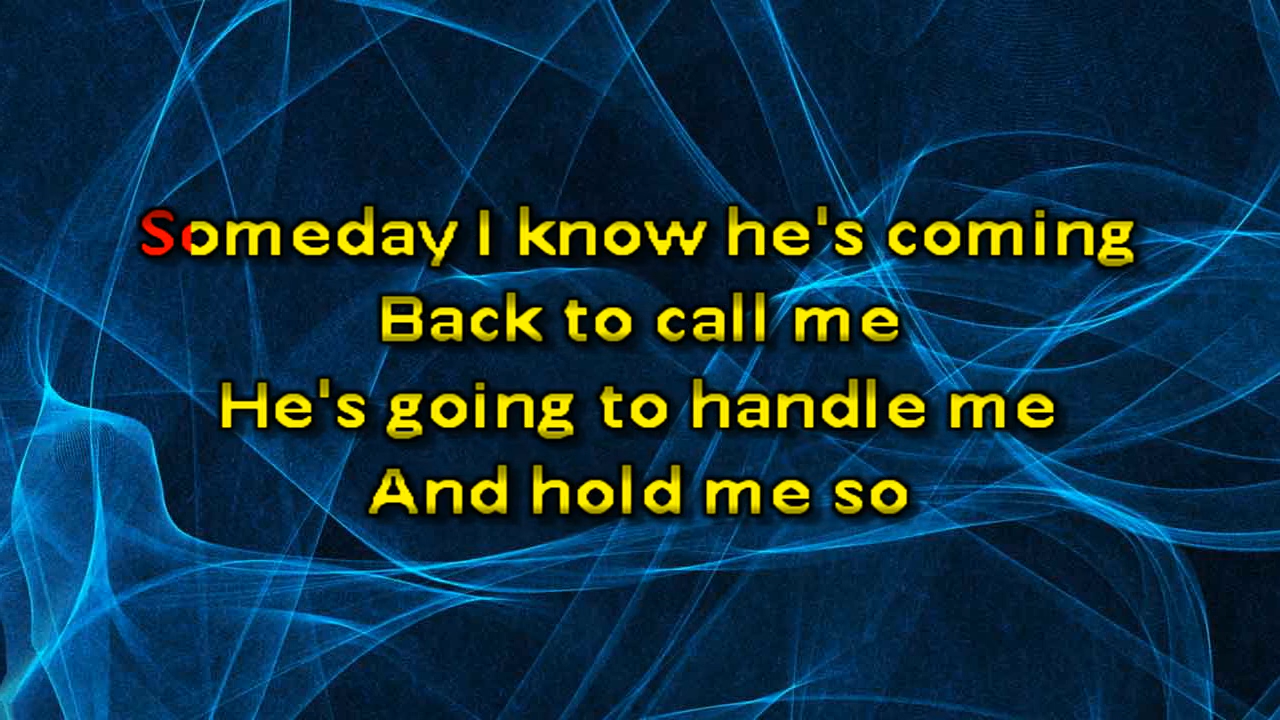 Someday I know he's coming
Back to call me
He's going to handle me
And hold me so